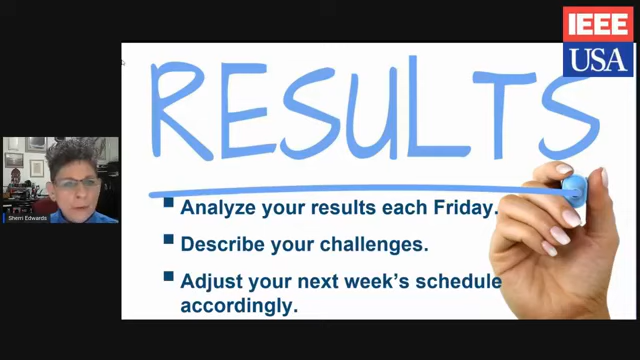 IEEE
USA
RESULTS
Analyze your results each Friday.
Describe your challenges.
Adjust your next week's schedule
accordingly.
Sherri Edwards